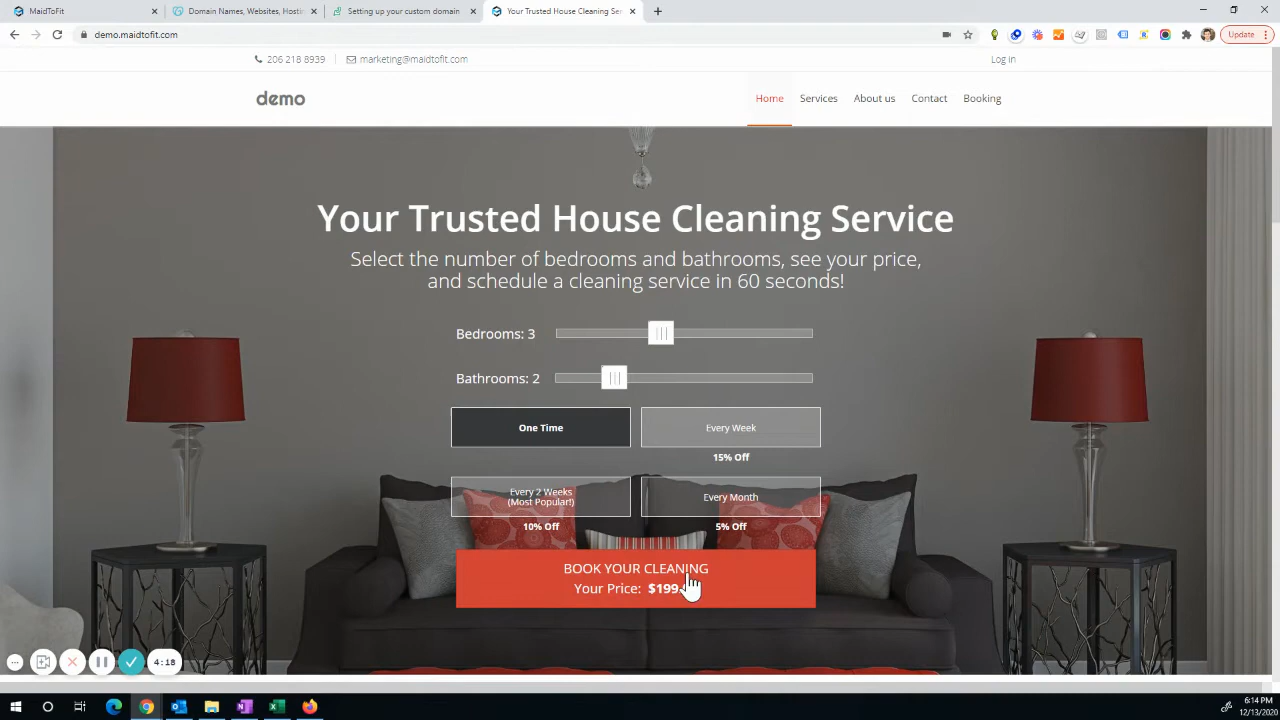 MaidToFit
Domain Names, Websites, Hosti
Setting up your custom domain
Your Trusted House Cleaning Ser
demo.maidtofit.com
Update
206 218 8939
marketing@maidtofit.com
Log in
demo
Home
Services
About us
Contact
Booking
Your Trusted House Cleaning Service
Select the number of bedrooms and bathrooms, see your price,
and schedule a cleaning service in 60 seconds!
Bedrooms: 3
Bathrooms: 2
One Time
Every Week
15% Off
Every 2 Weeks
(Most Popular!)
Every Month
10% Off
5% Off
BOOK YOUR CLEANING
Your Price: $199.
4:18
6:14 PM
12/13/2020